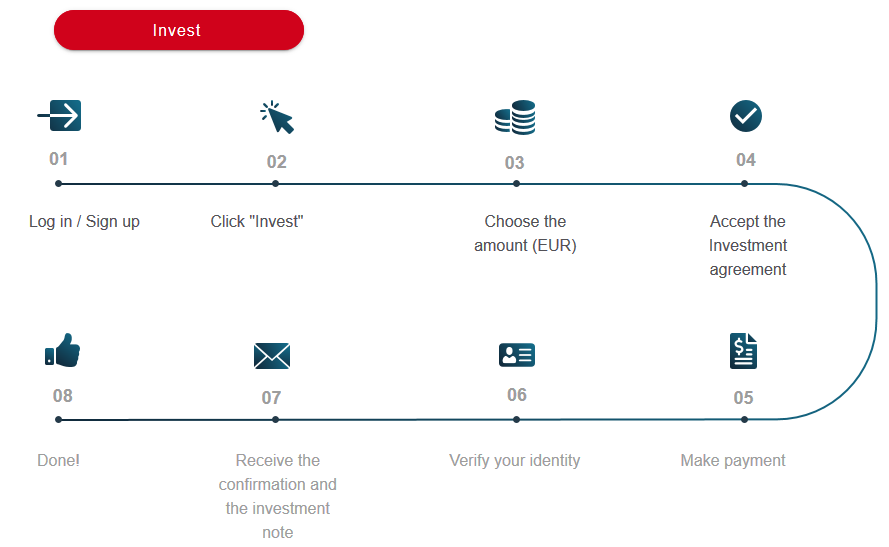 Invest
01
02
03
04
Log in / Sign up
Click "Invest"
Choose the
amount (EUR)
Accept the
Investment
agreement
08
07
06
05
Done!
Receive the
confirmation and
the investment
note
Verify your identity
Make payment